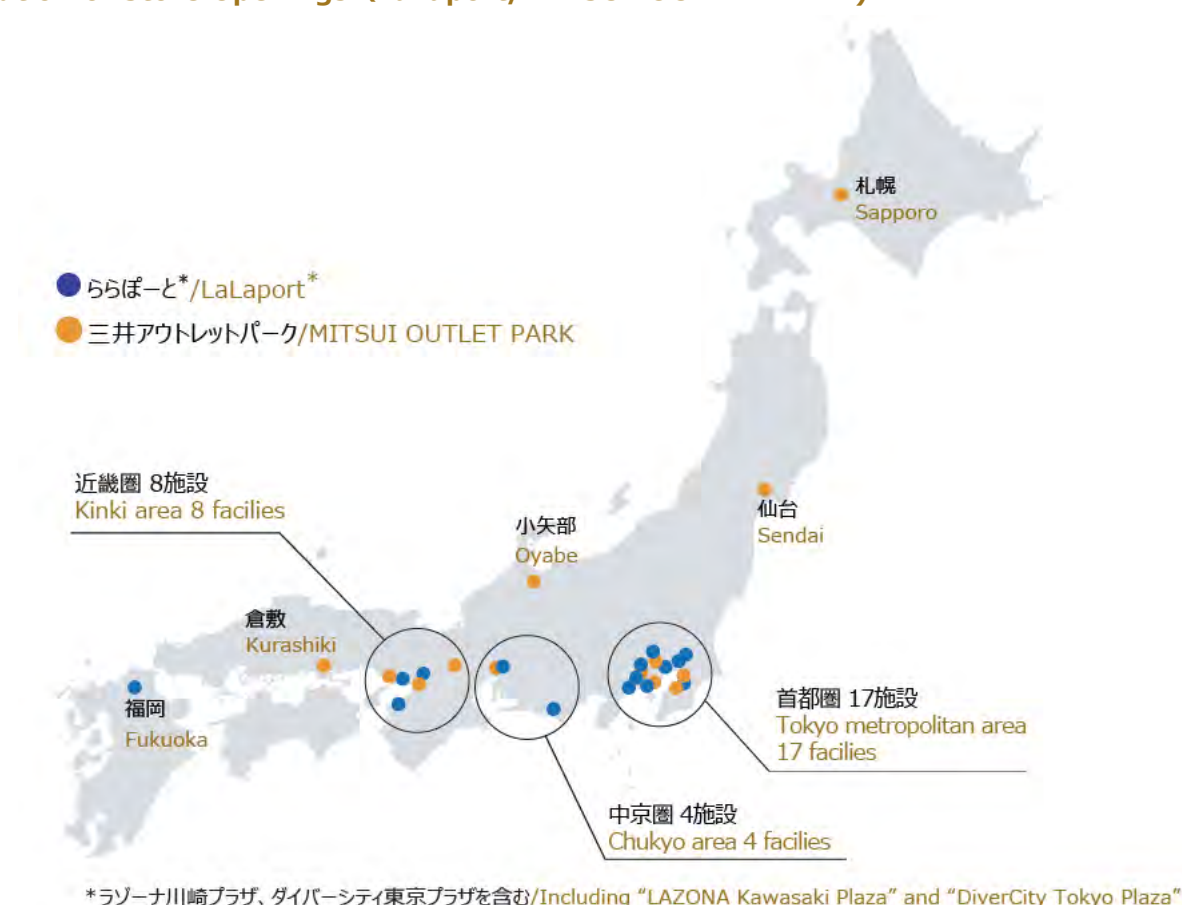 札幌
Sapporo
ららぽーと*/LaLaport*
三井アウトレットパーク/MITSUI OUTLET PARK
近畿圏 8施設
Kinki area 8 facilies
小矢部
Oyabe
仙台
Sendai
倉敷
Kurashiki
福岡
Fukuoka
首都圏 17施設
Tokyo metropolitan area
17 facilies
中京圏 4施設
Chukyo area 4 facilies
*ラゾーナ川崎プラザ、ダイバーシティ東京プラザを含む/Including “LAZONA Kawasaki Plaza” and “DiverCity Tokyo Plaza”